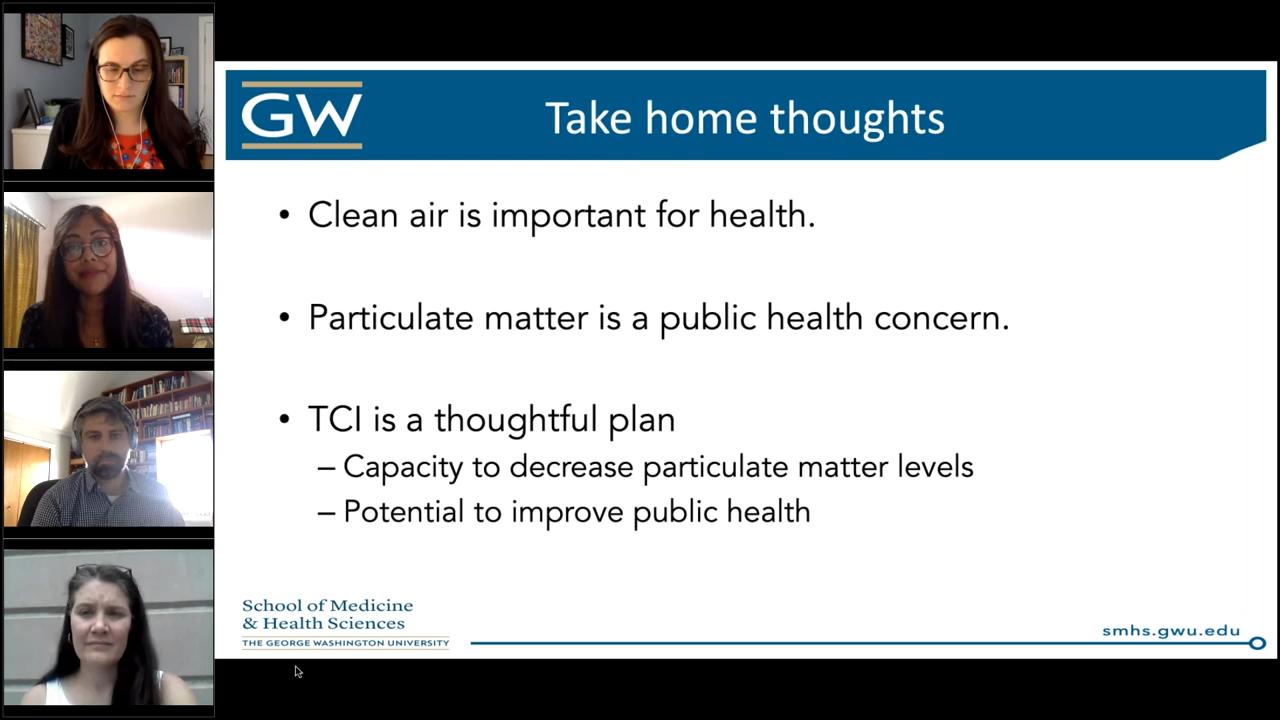 GW
Take home thoughts
• Clean air is important for health.
• Particulate matter is a public health concern.
• TCI is a thoughtful plan
– Capacity to decrease particulate matter levels
– Potential to improve public health
School of Medicine
& Health Sciences
THE GEORGE WASHINGTON UNIVERSITY
smhs.gwu.edu